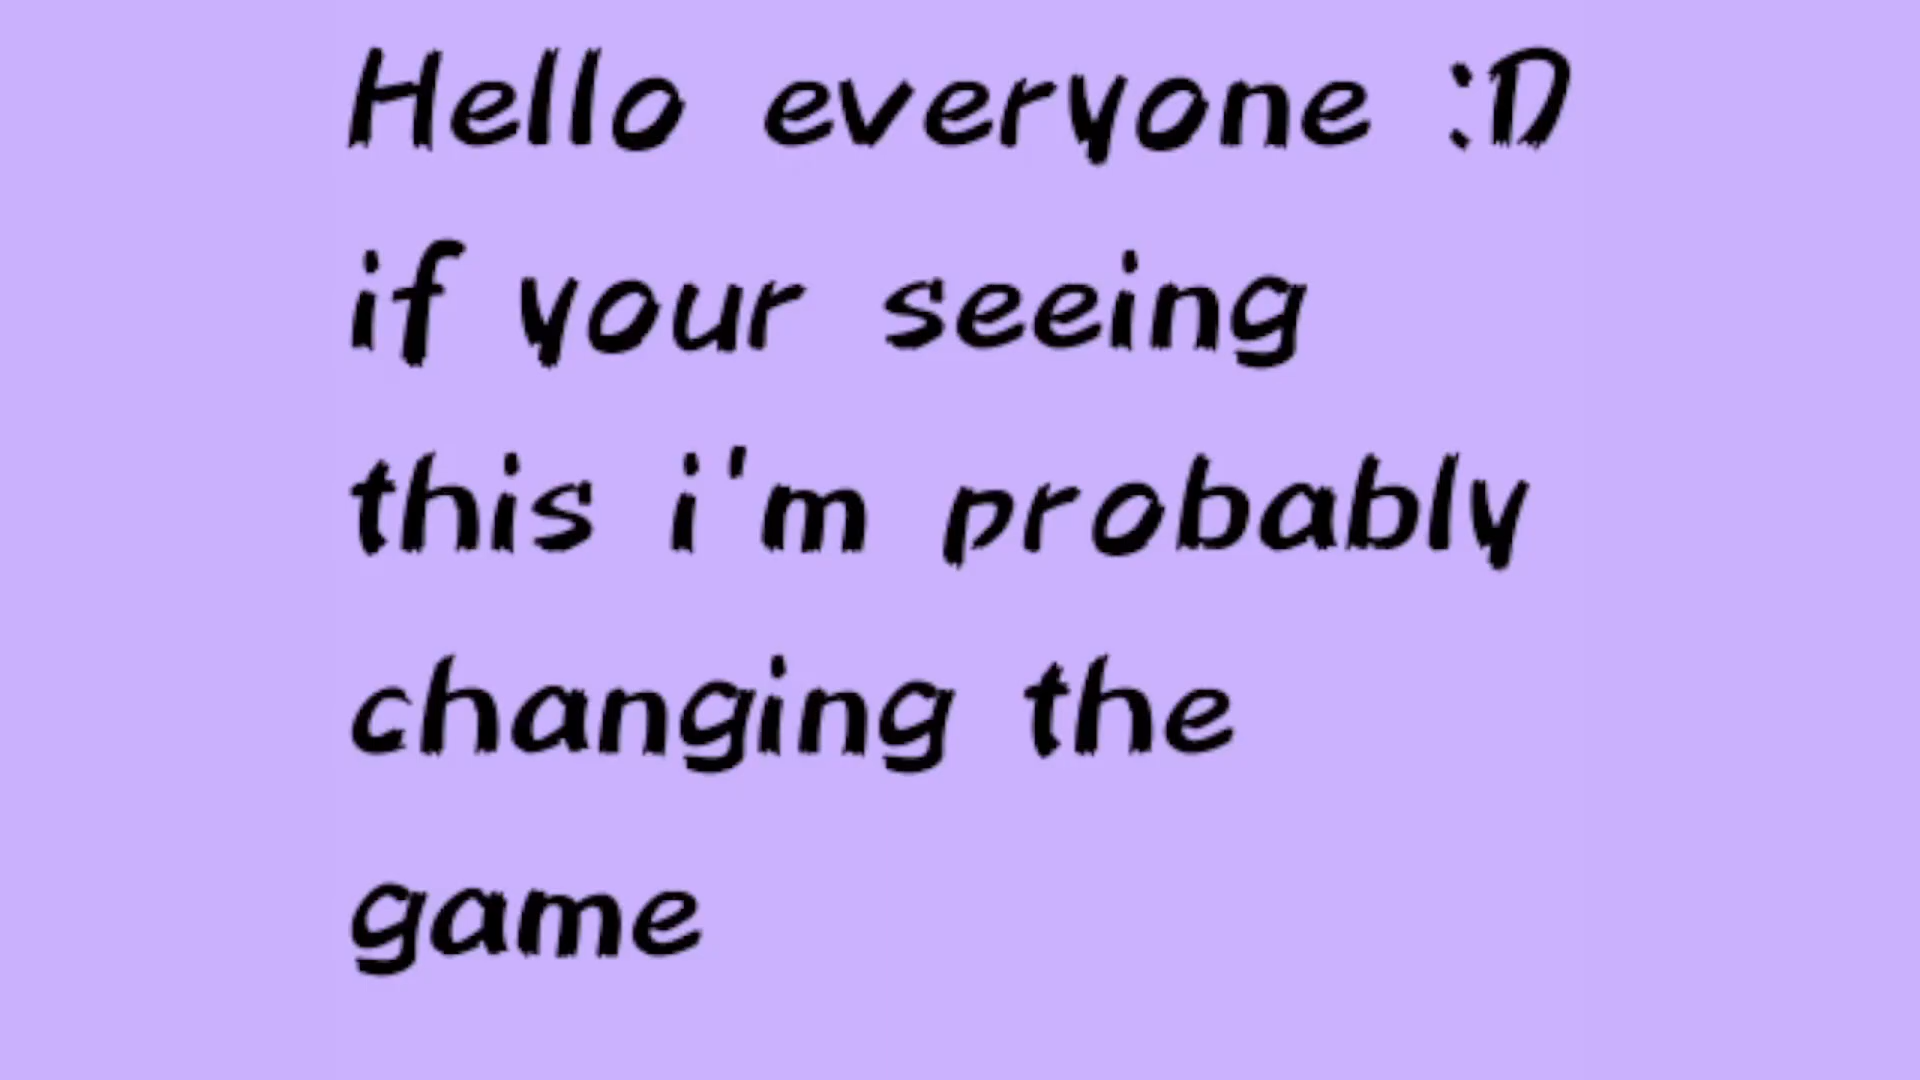 Hello everyone :D
if your seeing
this i'm probably
changing the
game